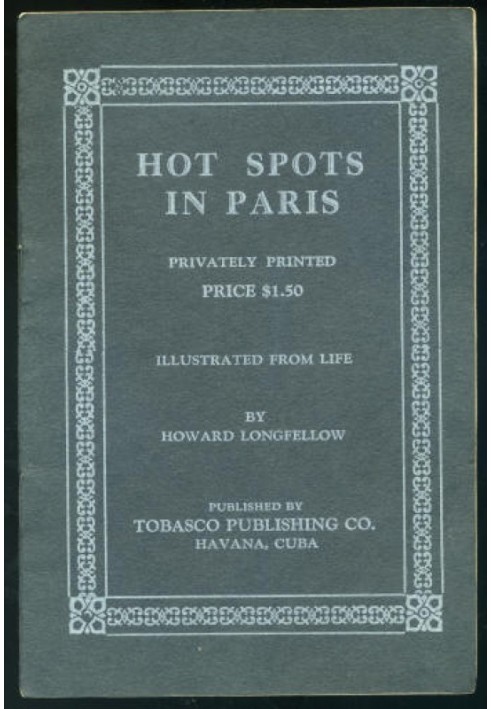 HOT SPOTS
IN PARIS
PRIVATELY PRINTED
PRICE $1.50
ILLUSTRATED FROM LIFE
BY
HOWARD LONGFELLOW
PUBLISHED BY
TOBASCO PUBLISHING CO.
HAVANA, CUBA